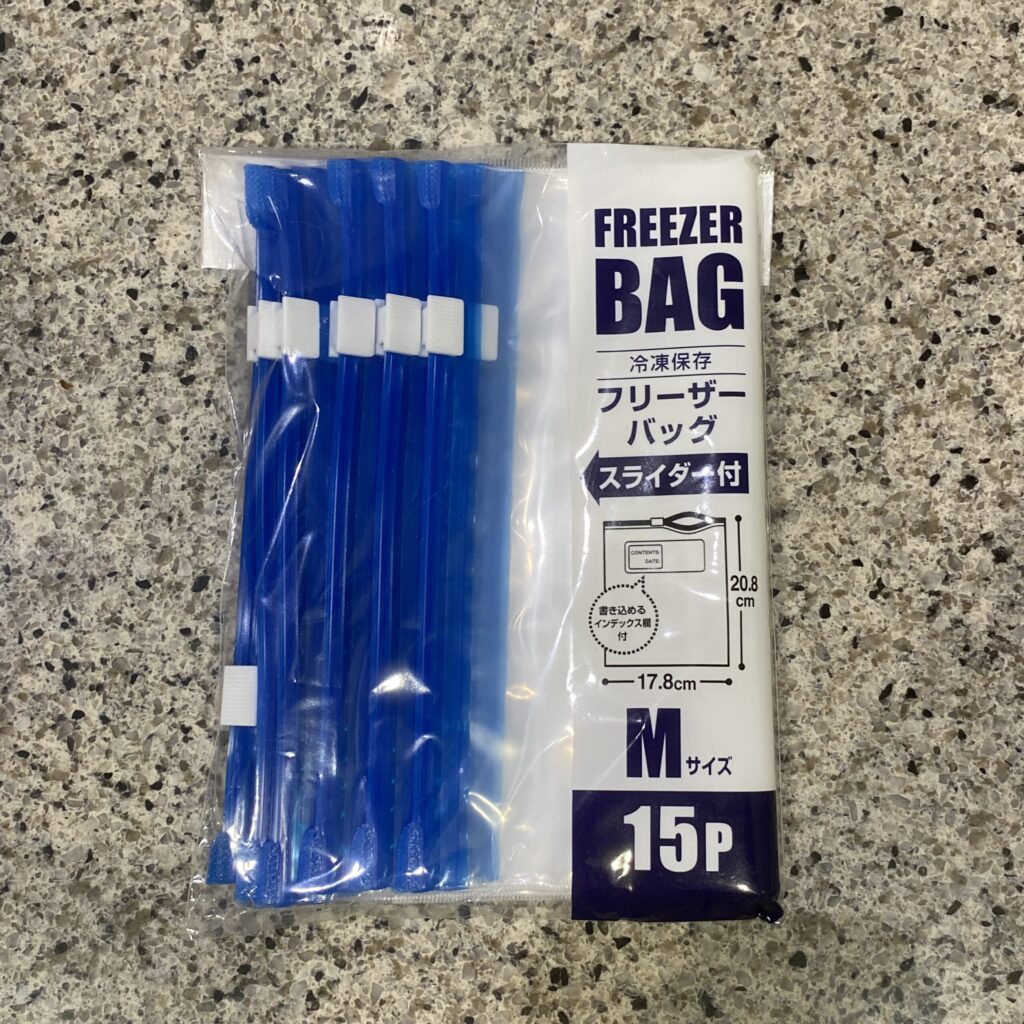 FREEZER
BAG
冷凍保存
フリーザー
バッグ
スライダー付
CONTENTS:
DATE:
書き込める
インデックス欄
付
20.8
cm
17.8cm
Mサイズ
15P